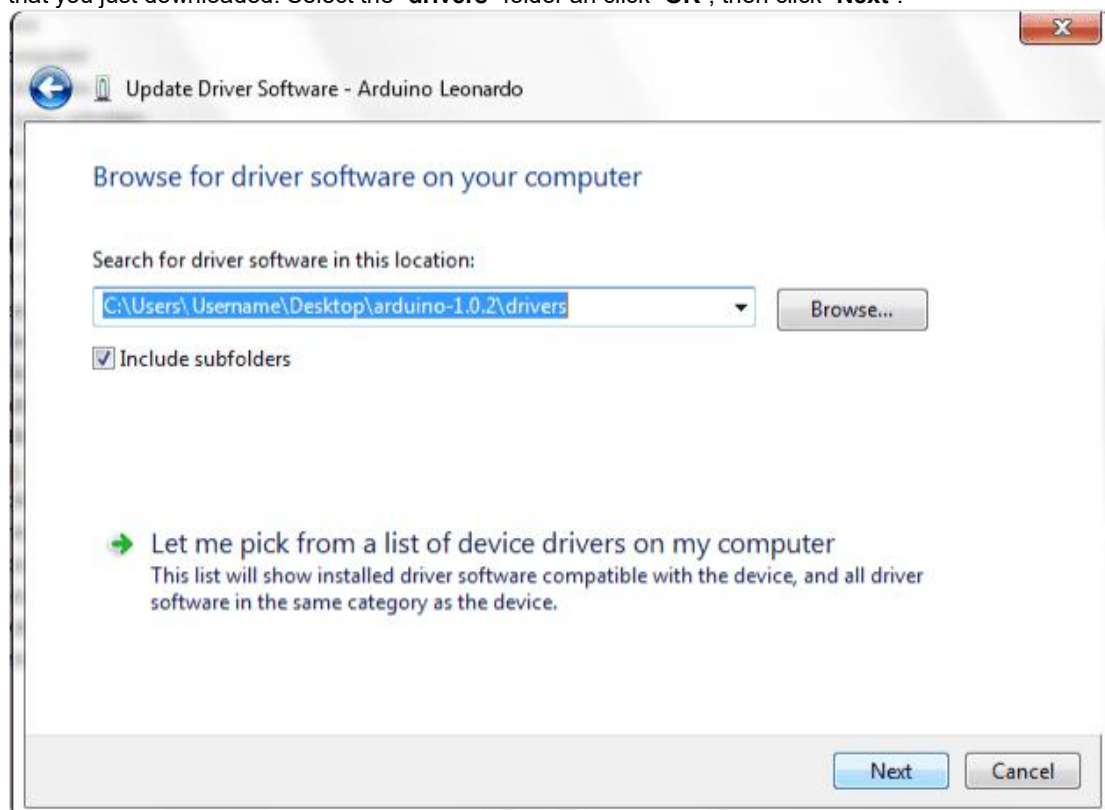 that you just downloaded. Select the "drivers" folder an click "OK", then click "Next".
Update Driver Software - Arduino Leonardo
Browse for driver software on your computer
Search for driver software in this location:
C:\Users\ Username\Desktop\arduino-1.0.2\drivers
Browse...
Include subfolders
Let me pick from a list of device drivers on my computer
This list will show installed driver software compatible with the device, and all driver
software in the same category as the device.
Next
Cancel